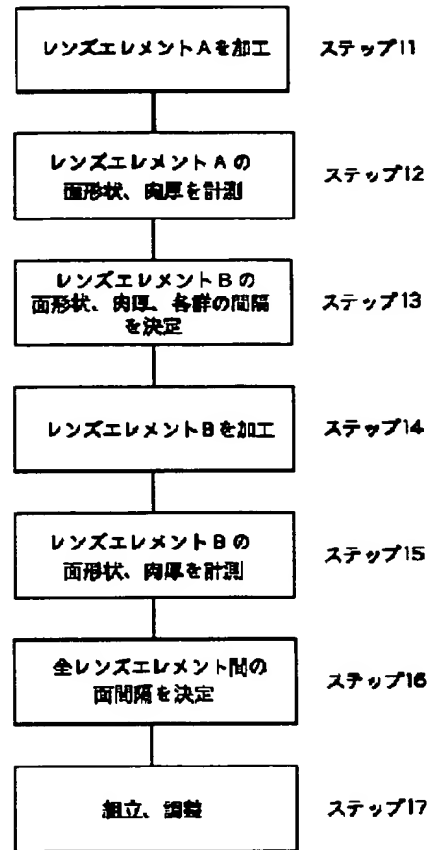 レンズエレメントAを加工 ステップ11
レンズエレメントAの
面形状、肉厚を計測 ステップ12
レンズエレメントBの
面形状、肉厚、各群の間隔 ステップ13
を決定
レンズエレメントBを加工 ステップ14
レンズエレメントBの
面形状、肉厚を計測 ステップ15
全レンズエレメント間の
面間隔を決定 ステップ16
組立、調整 ステップ17